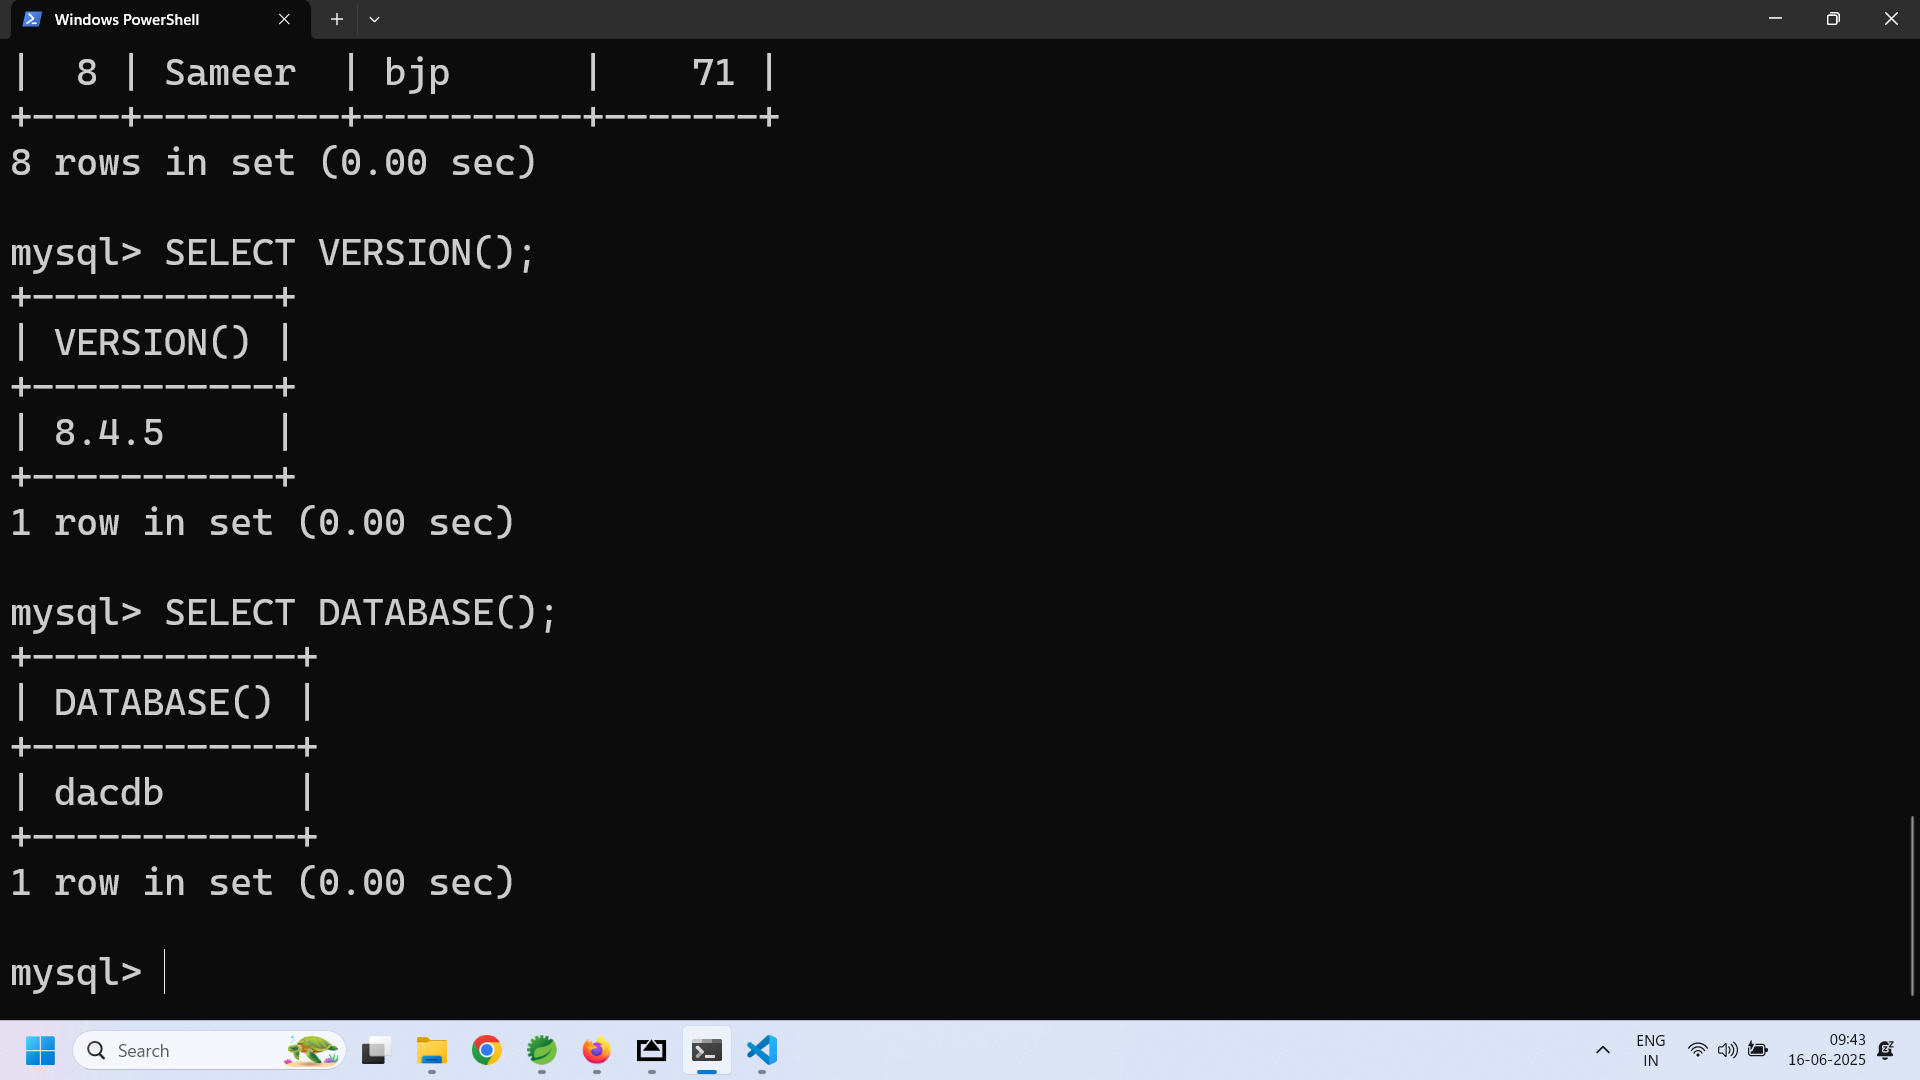 Windows PowerShell
|  8 | Sameer  | bjp      |    71 |
+----+---------+----------+-------+
8 rows in set (0.00 sec)
mysql> SELECT VERSION();
+-----------+
| VERSION() |
+-----------+
| 8.4.5     |
+-----------+
1 row in set (0.00 sec)
mysql> SELECT DATABASE();
+------------+
| DATABASE() |
+------------+
| dacdb      |
+------------+
1 row in set (0.00 sec)
mysql>
Search
ENG
IN
09:43
16-06-2025